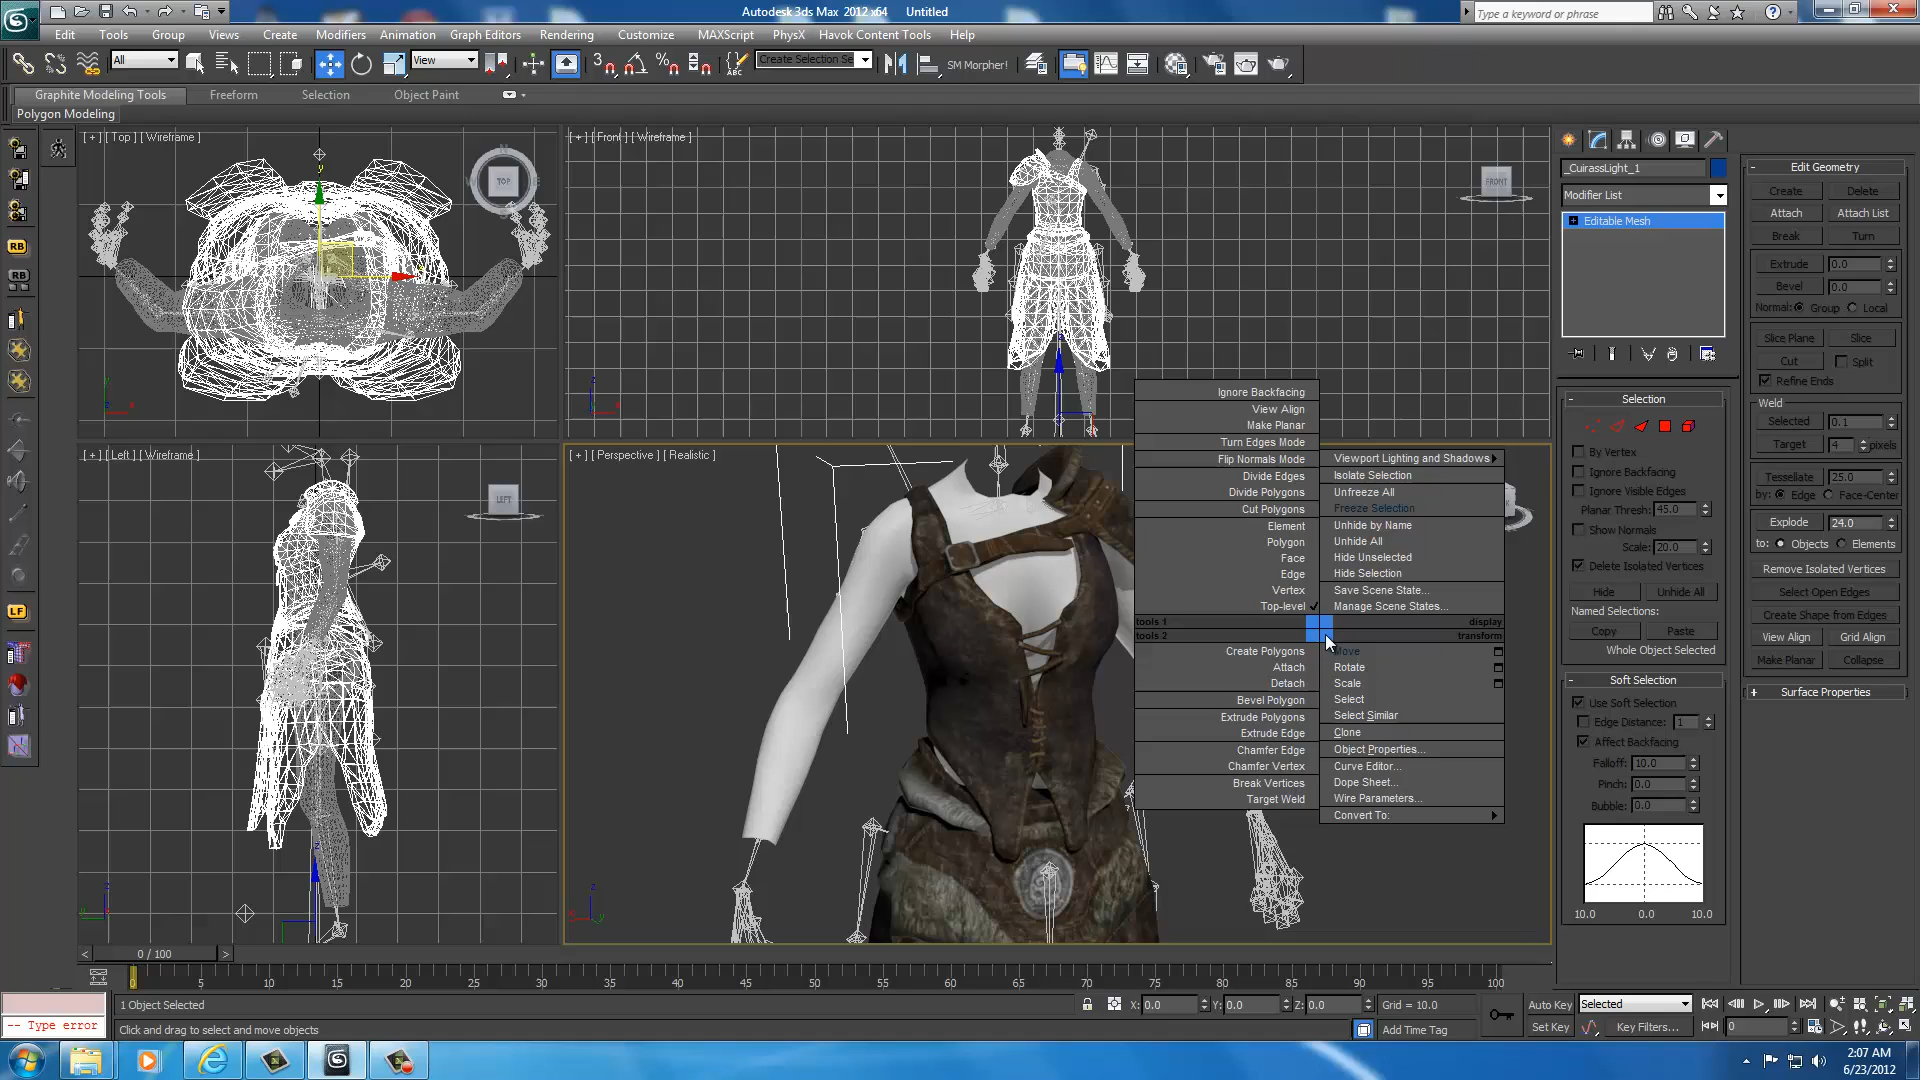 Autodesk 3ds Max 2012 x64 Untitled
Type a keyword or phrase
Edit Tools Group Views Create Modifiers Animation Graph Editors Rendering Customize MAXScript PhysX Havok Content Tools Help
All View Create Selection Se SM Morpher!
Graphite Modeling Tools Freeform Selection Object Paint
Polygon Modeling
[ + ] [ Top ] [ Wireframe ]
TOP
[ + ] [ Front ] [ Wireframe ]
FRONT
[ + ] [ Left ] [ Wireframe ]
LEFT
[ + ] [ Perspective ] [ Realistic ]
RB
RB
LF
Ignore Backfacing
View Align
Make Planar
Turn Edges Mode
Flip Normals Mode
Divide Edges
Divide Polygons
Cut Polygons
Element
Polygon
Face
Edge
Vertex
Top-level ✓
tools 1
tools 2
Create Polygons
Attach
Detach
Bevel Polygon
Extrude Polygons
Extrude Edge
Chamfer Edge
Chamfer Vertex
Break Vertices
Target Weld
Viewport Lighting and Shadows
Isolate Selection
Unfreeze All
Freeze Selection
Unhide by Name
Unhide All
Hide Unselected
Hide Selection
Save Scene State...
Manage Scene States...
display
transform
Move
Rotate
Scale
Select
Select Similar
Clone
Object Properties...
Curve Editor...
Dope Sheet...
Wire Parameters...
Convert To:
_CuirassLight_1
Modifier List
Editable Mesh
- Selection
By Vertex
Ignore Backfacing
Ignore Visible Edges
Planar Thresh: 45.0
Show Normals
Scale: 20.0
Delete Isolated Vertices
Hide Unhide All
Named Selections:
Copy Paste
Whole Object Selected
- Soft Selection
Use Soft Selection
Edge Distance: 1
Affect Backfacing
Falloff: 10.0
Pinch: 0.0
Bubble: 0.0
10.0 0.0 10.0
- Edit Geometry
Create Delete
Attach Attach List
Break Turn
Extrude 0.0
Bevel 0.0
Normal: Group Local
Slice Plane Slice
Cut Split
Refine Ends
Weld
Selected 0.1
Target 4 pixels
Tessellate 25.0
by: Edge Face-Center
Explode 24.0
to: Objects Elements
Remove Isolated Vertices
Select Open Edges
Create Shape from Edges
View Align Grid Align
Make Planar Collapse
+ Surface Properties
< 0 / 100 >
0 5 10 15 20 25 30 35 40 45 50 55 60 65 70 75 80 85 90 95 100
1 Object Selected
X: 0.0 Y: 0.0 Z: 0.0 Grid = 10.0
Auto Key Selected
-- Type error
Click and drag to select and move objects
Add Time Tag
Set Key Key Filters... 0
2:07 AM
6/23/2012